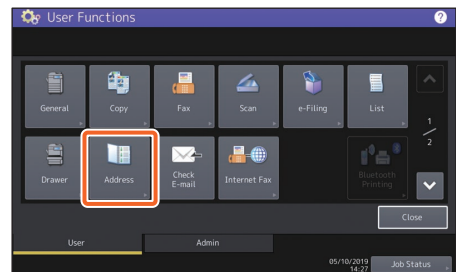 User Functions
?
General
Copy
Fax
Scan
e-Filing
List
1
2
Drawer
Address
Check
E-mail
Internet Fax
Bluetooth
Printing
Close
User
Admin
05/10/2019
14:27
Job Status